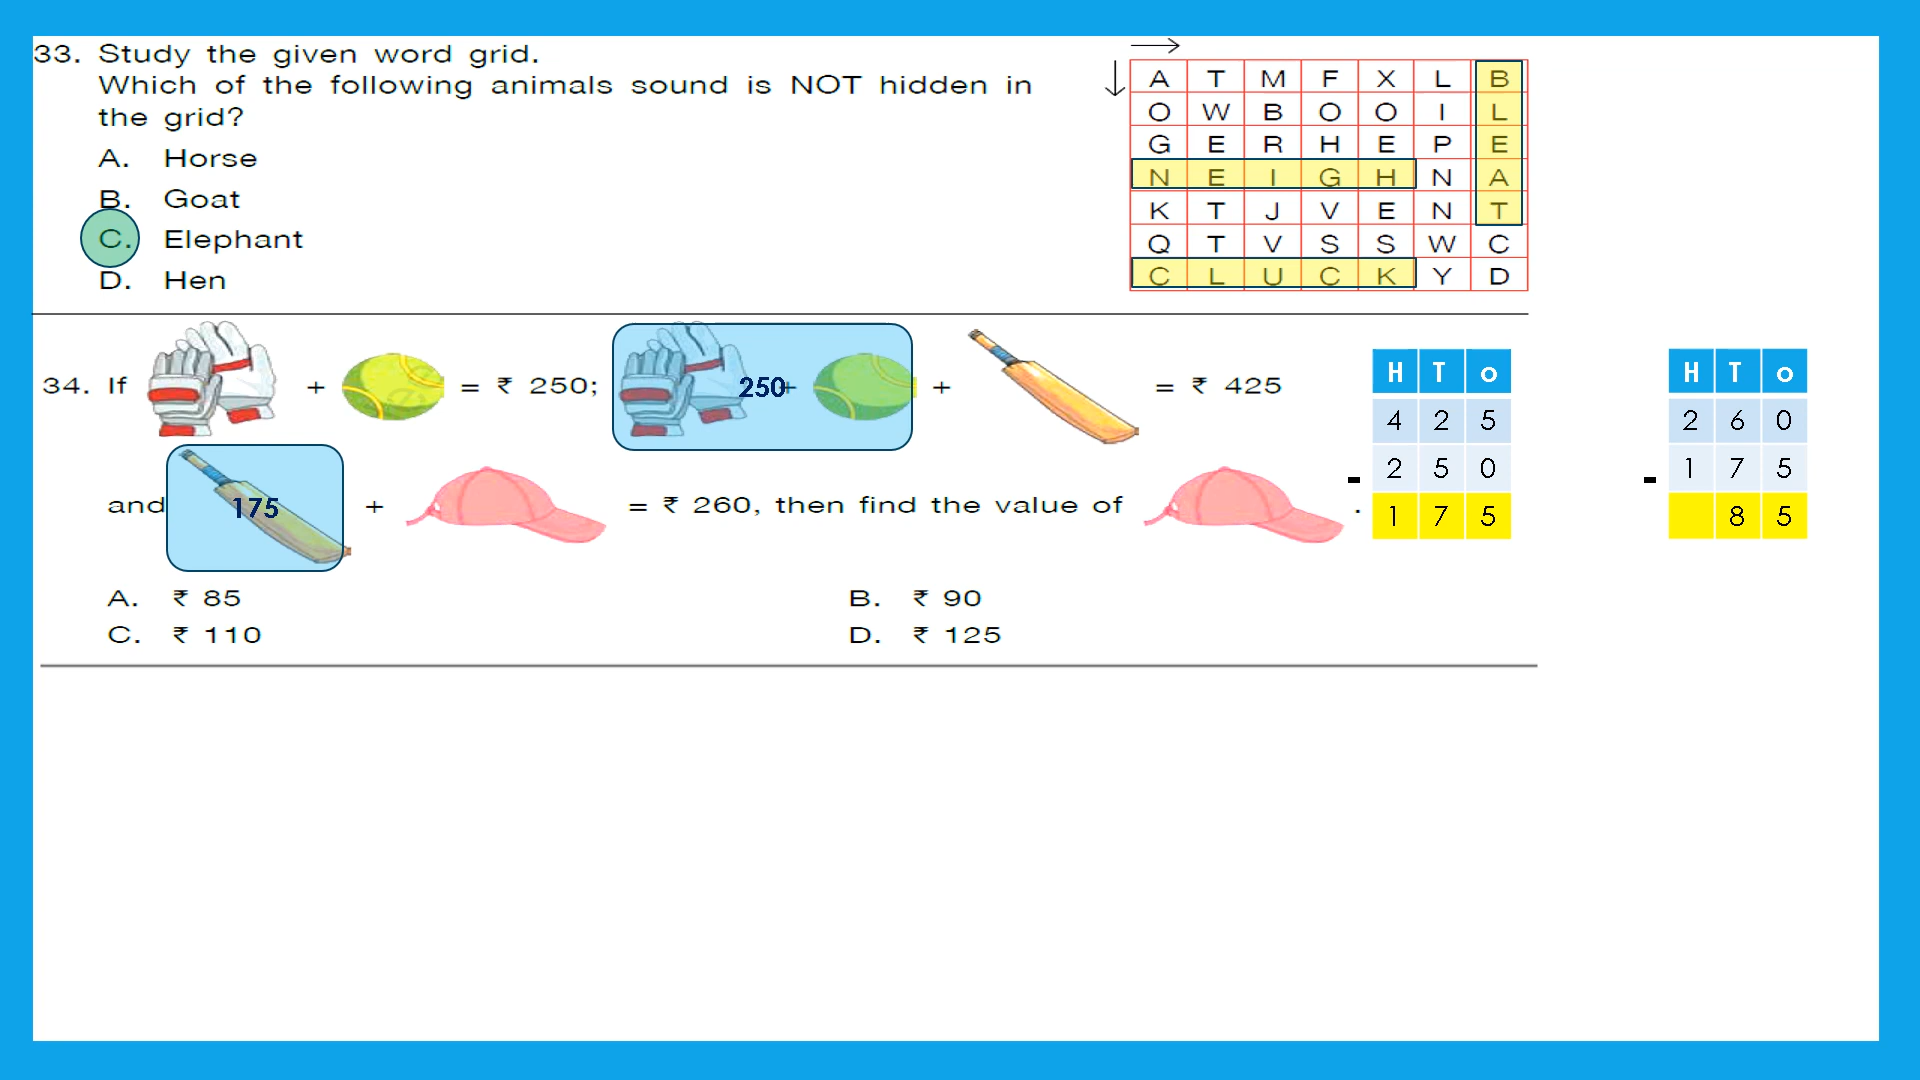 33. Study the given word grid.
Which of the following animals sound is NOT hidden in
the grid?
A. Horse
B. Goat
C. Elephant
D. Hen
A T M F X L B
O W B O O I L
G E R H E P E
N E I G H N A
K T J V E N T
Q T V S S W C
C L U C K Y D
34. If + = ₹ 250; 250+ + = ₹ 425
and 175 + = ₹ 260, then find the value of .
A. ₹ 85
B. ₹ 90
C. ₹ 110
D. ₹ 125
H T o
4 2 5
- 2 5 0
1 7 5
H T o
2 6 0
- 1 7 5
8 5